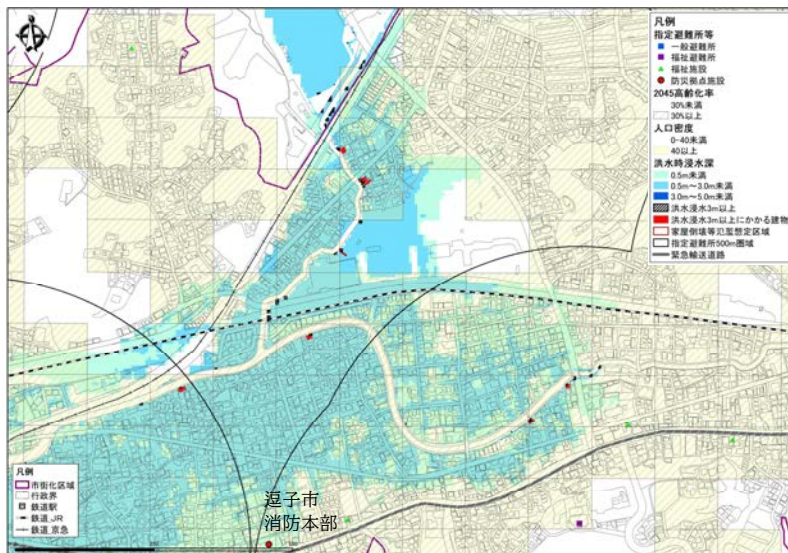 凡例
指定避難所等
一般避難所
福祉避難所
福祉施設
防災拠点施設
2045高齢化率
30%未満
30%以上
人口密度
0-40未満
40以上
洪水時浸水深
0.5m未満
0.5m～3.0m未満
3.0m～5.0m未満
洪水浸水3m以上
洪水浸水3m以上にかかる建物
家屋倒壊等氾濫想定区域
指定避難所500m圏域
緊急輸送道路
凡例
市街化区域
行政界
鉄道駅
鉄道_JR
鉄道_京急
逗子市
消防本部